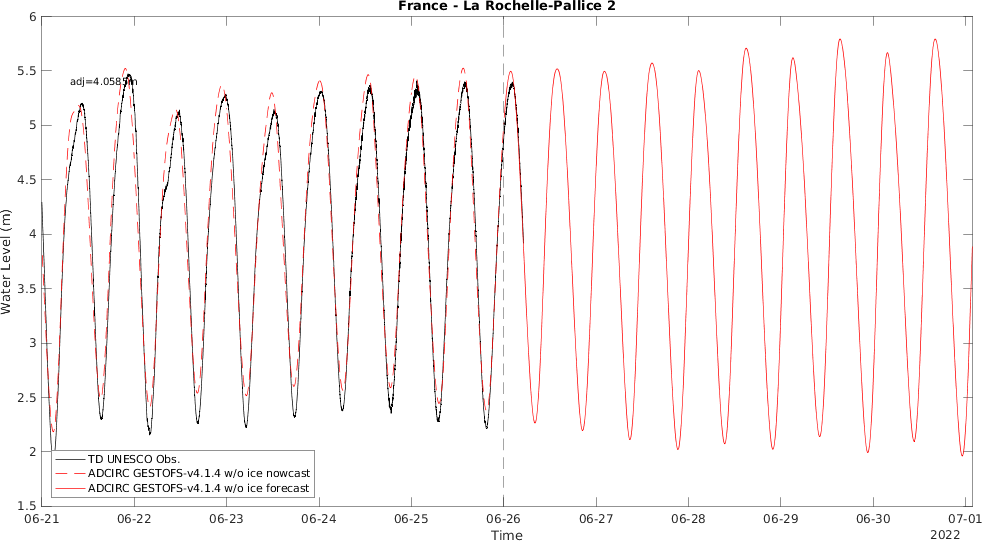 France - La Rochelle-Pallice 2
6
5.5
5
4.5
4
3.5
3
2.5
2
1.5
Water Level (m)
adj=4.0585m
TD UNESCO Obs.
ADCIRC GESTOFS-v4.1.4 w/o ice nowcast
ADCIRC GESTOFS-v4.1.4 w/o ice forecast
06-21 06-22 06-23 06-24 06-25 06-26 06-27 06-28 06-29 06-30 07-01
Time
2022